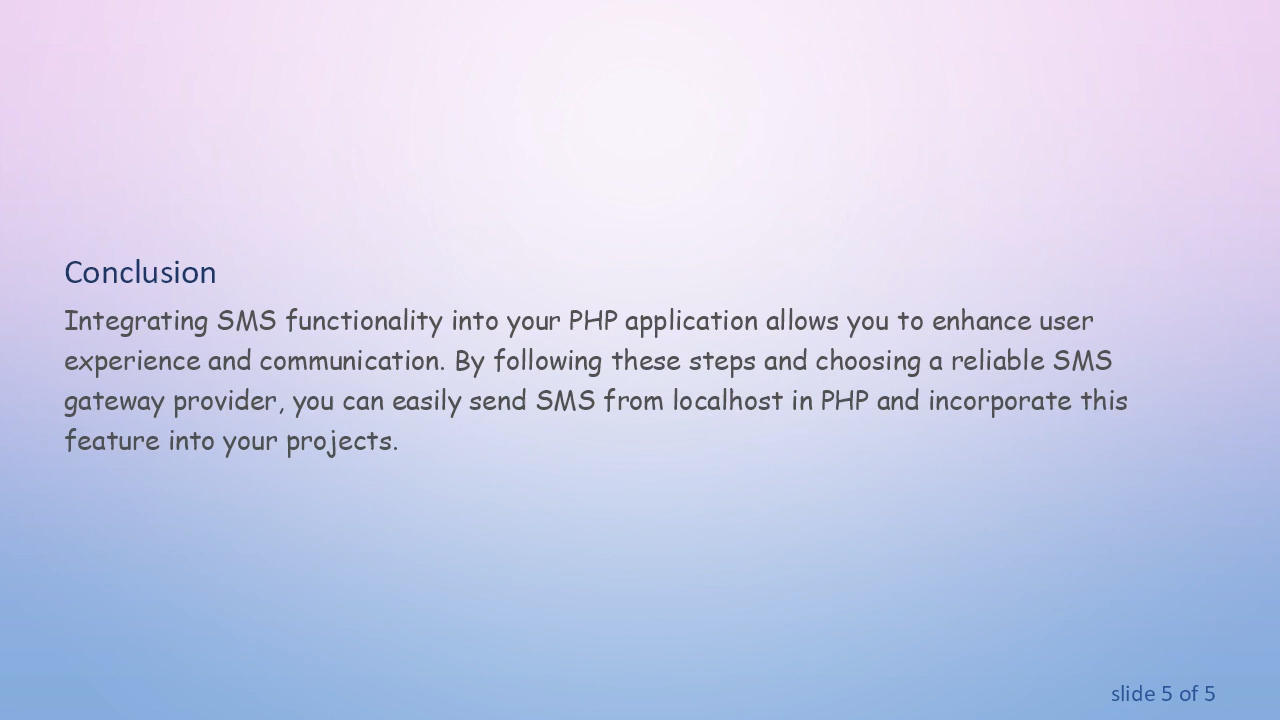 Conclusion
Integrating SMS functionality into your PHP application allows you to enhance user
experience and communication. By following these steps and choosing a reliable SMS
gateway provider, you can easily send SMS from localhost in PHP and incorporate this
feature into your projects.
slide 5 of 5